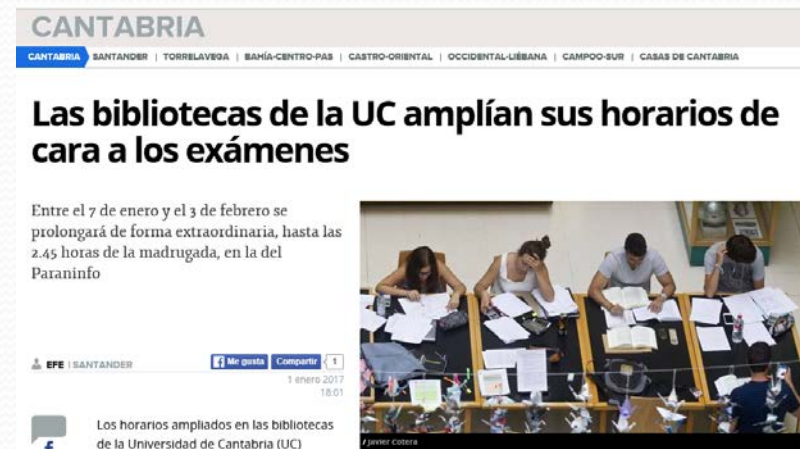 CANTABRIA
CANTABRIA SANTANDER | TORRELAVEGA | BAHÍA-CENTRO-PAS | CASTRO-ORIENTAL | OCCIDENTAL-LIÉBANA | CAMPOO-SUR | CASAS DE CANTABRIA
Las bibliotecas de la UC amplían sus horarios de
cara a los exámenes
Entre el 7 de enero y el 3 de febrero se
prolongará de forma extraordinaria, hasta las
2.45 horas de la madrugada, en la del
Paraninfo
EFE | SANTANDER
Me gusta Compartir 1
1 enero 2017
18:01
Los horarios ampliados en las bibliotecas
de la Universidad de Cantabria (UC)
/ Javier Cotera